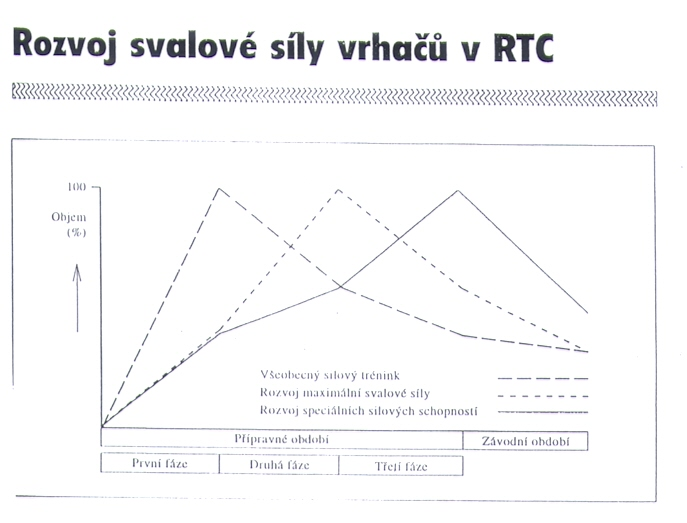 Rozvoj svalové síly vrhačů v RTC
100
Objem
(%)
Všeobecný silový trénink
Rozvoj maximální svalové síly
Rozvoj speciálních silových schopností
Přípravné období
Závodní období
První fáze
Druhá fáze
Třetí fáze